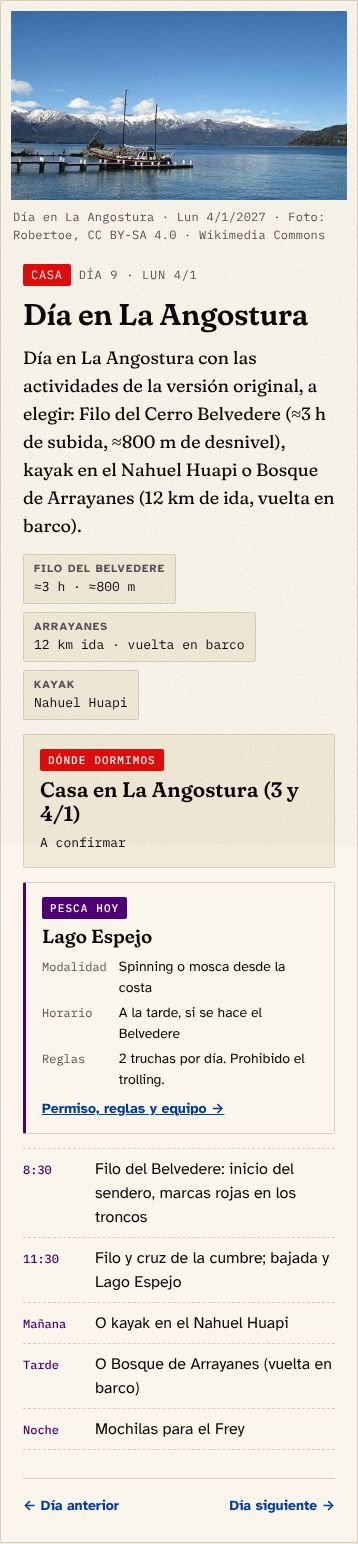 Día en La Angostura · Lun 4/1/2027 · Foto:
Robertoe, CC BY-SA 4.0 · Wikimedia Commons
CASA DÍA 9 · LUN 4/1
Día en La Angostura
Día en La Angostura con las
actividades de la versión original, a
elegir: Filo del Cerro Belvedere (≈3 h
de subida, ≈800 m de desnivel),
kayak en el Nahuel Huapi o Bosque
de Arrayanes (12 km de ida, vuelta en
barco).
FILO DEL BELVEDERE
≈3 h · ≈800 m
ARRAYANES
12 km ida · vuelta en barco
KAYAK
Nahuel Huapi
DÓNDE DORMIMOS
Casa en La Angostura (3 y
4/1)
A confirmar
PESCA HOY
Lago Espejo
Modalidad Spinning o mosca desde la
costa
Horario A la tarde, si se hace el
Belvedere
Reglas 2 truchas por día. Prohibido el
trolling.
Permiso, reglas y equipo →
8:30 Filo del Belvedere: inicio del
sendero, marcas rojas en los
troncos
11:30 Filo y cruz de la cumbre; bajada y
Lago Espejo
Mañana O kayak en el Nahuel Huapi
Tarde O Bosque de Arrayanes (vuelta en
barco)
Noche Mochilas para el Frey
← Día anterior Día siguiente →